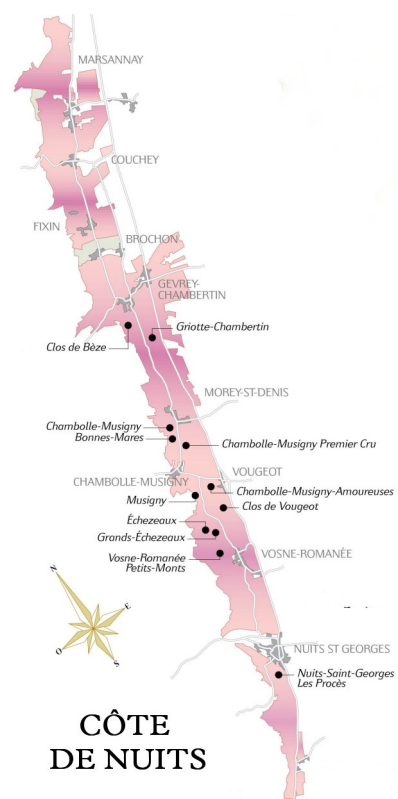 MARSANNAY
COUCHEY
FIXIN
BROCHON
GEVREY-
CHAMBERTIN
Griotte-Chambertin
Clos de Bèze
MOREY-ST-DENIS
Chambolle-Musigny
Bonnes-Mares
Chambolle-Musigny Premier Cru
VOUGEOT
CHAMBOLLE-MUSIGNY
Chambolle-Musigny-Amoureuses
Musigny
Clos de Vougeot
Échezeaux
Grands-Échezeaux
VOSNE-ROMANÈE
Vosne-Romanée
Petits-Monts
N
E
O
S
NUITS ST GEORGES
Nuits-Saint-Georges
Les Procès
CÔTE
DE NUITS